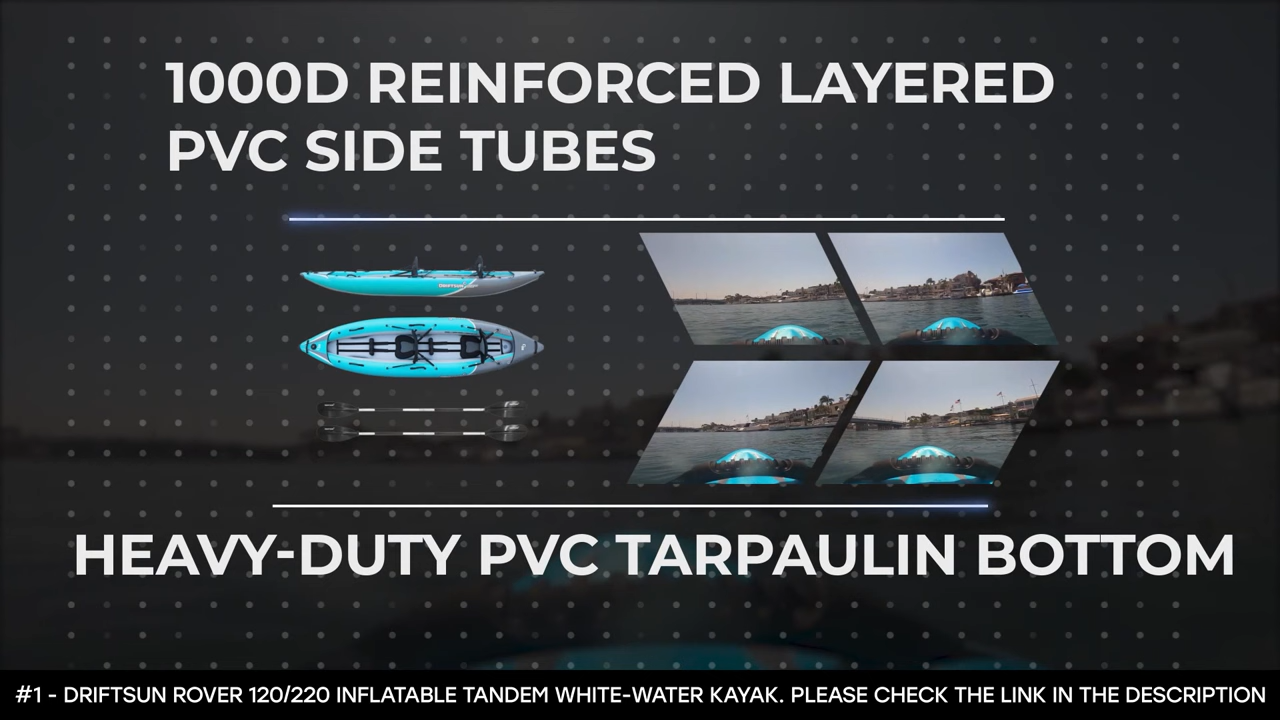 1000D REINFORCED LAYERED
PVC SIDE TUBES
DRIFTSUN
HEAVY-DUTY PVC TARPAULIN BOTTOM
#1 - DRIFTSUN ROVER 120/220 INFLATABLE TANDEM WHITE-WATER KAYAK. PLEASE CHECK THE LINK IN THE DESCRIPTION